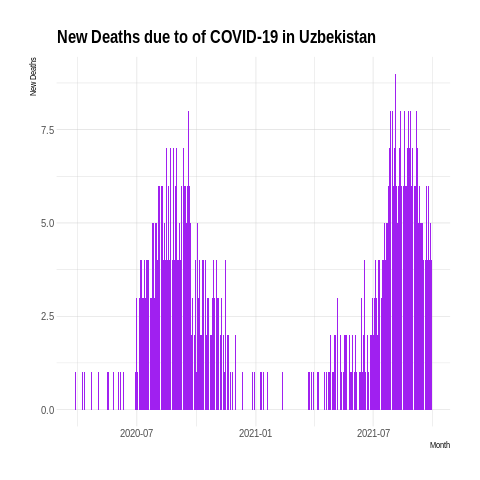 New Deaths due to of COVID-19 in Uzbekistan
New Deaths
7.5
5.0
2.5
0.0
2020-07 2021-01 2021-07
Month